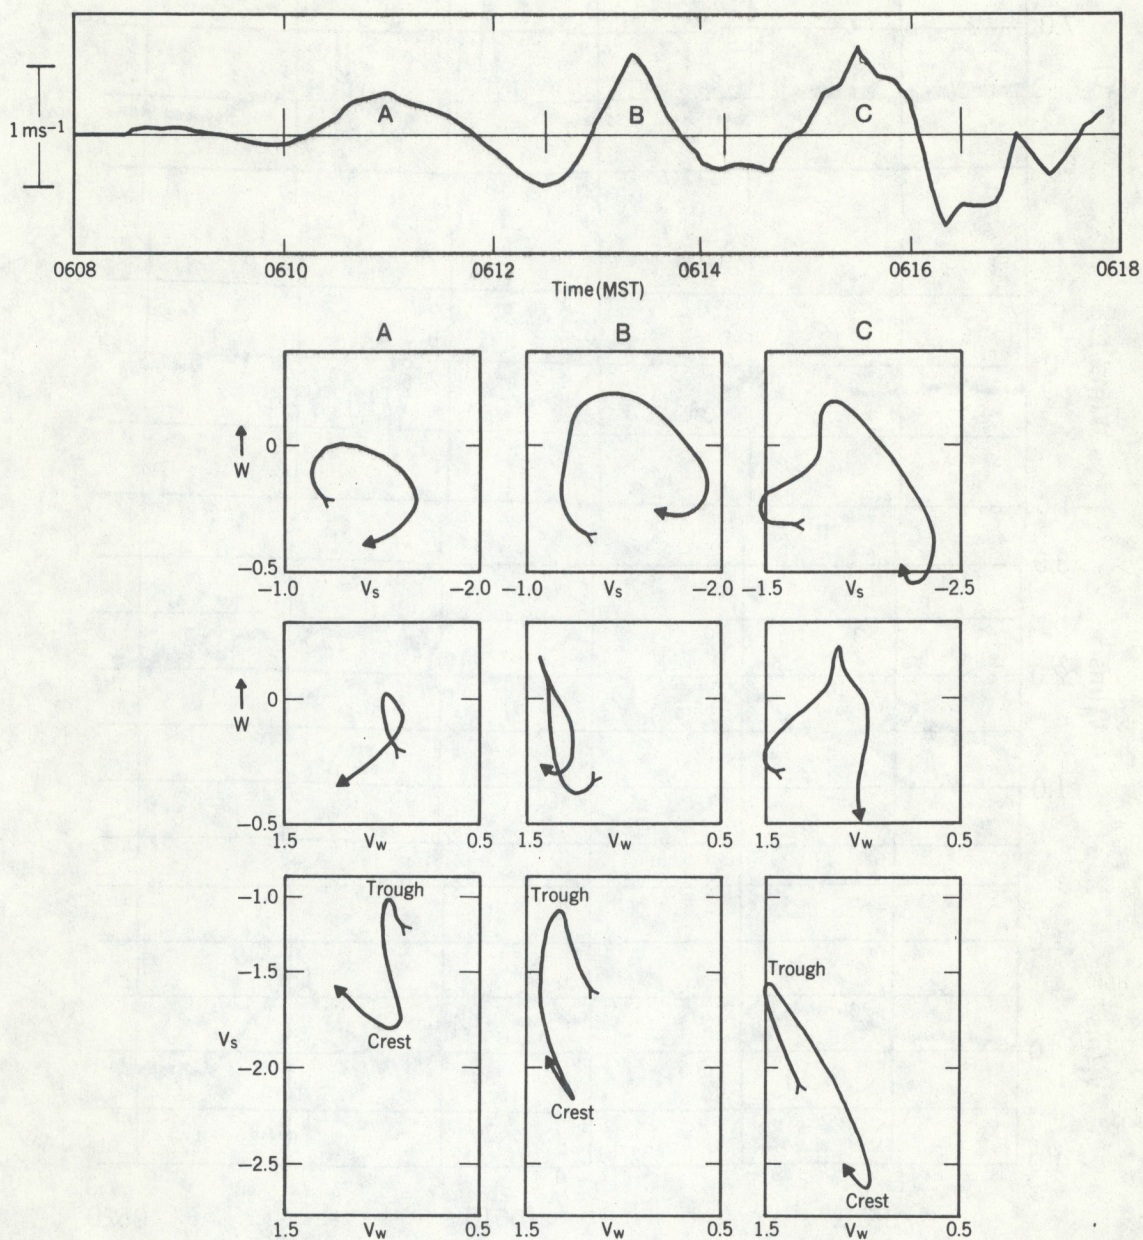 1 ms⁻¹
A
B
C
0608 0610 0612 0614 0616 0618
Time (MST)
A B C
0
W
−0.5
−1.0 Vs −2.0 −1.0 Vs −2.0 −1.5 Vs −2.5
0
W
−0.5
1.5 Vw 0.5 1.5 Vw 0.5 1.5 Vw 0.5
−1.0
Trough Trough
Trough
−1.5
Crest
Vs
−2.0
Crest
−2.5
Crest
1.5 Vw 0.5 1.5 Vw 0.5 1.5 Vw 0.5